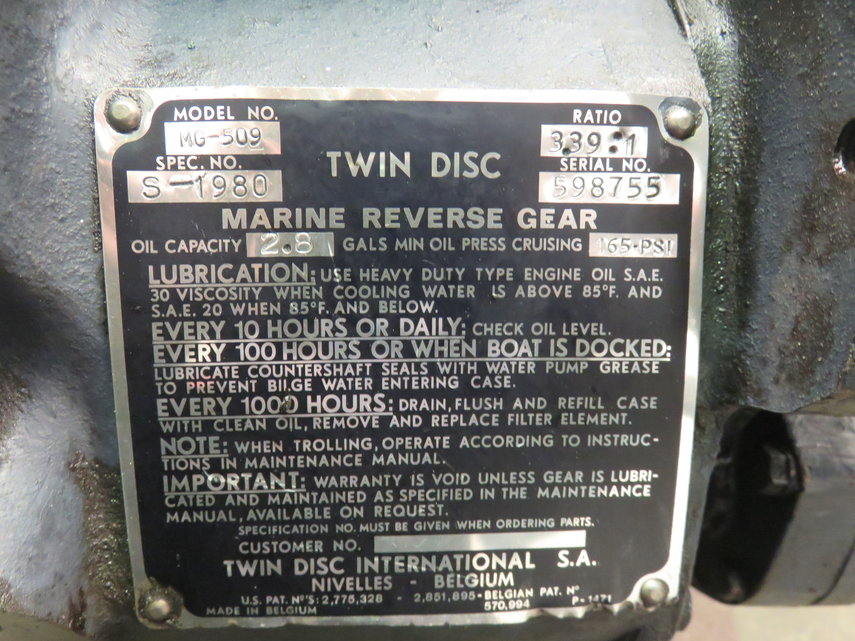 MODEL NO.
MG-509
RATIO
3.39:1
SPEC. NO.
S-1980
TWIN DISC
SERIAL NO.
598755
MARINE REVERSE GEAR
OIL CAPACITY 2.8 GALS MIN OIL PRESS CRUISING 165-PSI
LUBRICATION: USE HEAVY DUTY TYPE ENGINE OIL S.A.E.
30 VISCOSITY WHEN COOLING WATER IS ABOVE 85°F. AND
S.A.E. 20 WHEN 85°F. AND BELOW.
EVERY 10 HOURS OR DAILY: CHECK OIL LEVEL.
EVERY 100 HOURS OR WHEN BOAT IS DOCKED:
LUBRICATE COUNTERSHAFT SEALS WITH WATER PUMP GREASE
TO PREVENT BILGE WATER ENTERING CASE.
EVERY 1000 HOURS: DRAIN, FLUSH AND REFILL CASE
WITH CLEAN OIL, REMOVE AND REPLACE FILTER ELEMENT.
NOTE: WHEN TROLLING, OPERATE ACCORDING TO INSTRUC-
TIONS IN MAINTENANCE MANUAL.
IMPORTANT: WARRANTY IS VOID UNLESS GEAR IS LUBRI-
CATED AND MAINTAINED AS SPECIFIED IN THE MAINTENANCE
MANUAL, AVAILABLE ON REQUEST.
SPECIFICATION NO. MUST BE GIVEN WHEN ORDERING PARTS.
CUSTOMER NO.
TWIN DISC INTERNATIONAL S.A.
NIVELLES - BELGIUM
U.S. PAT. NO'S: 2,775,328 - 2,851,895-BELGIAN PAT. Nº
MADE IN BELGIUM
570,994
P-1471